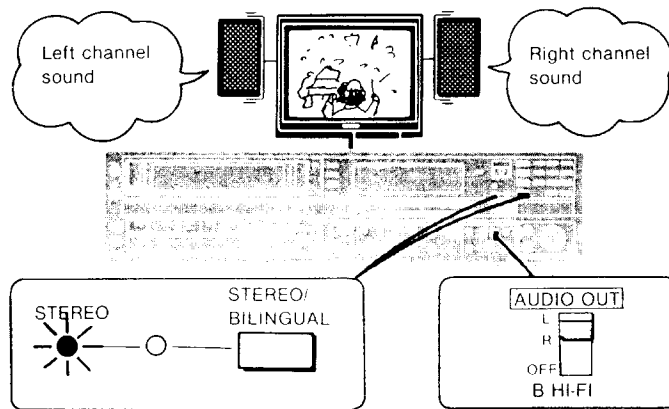 Left channel
sound
Right channel
sound
STEREO
STEREO/
BILINGUAL
AUDIO OUT
L
R
OFF
B HI-FI